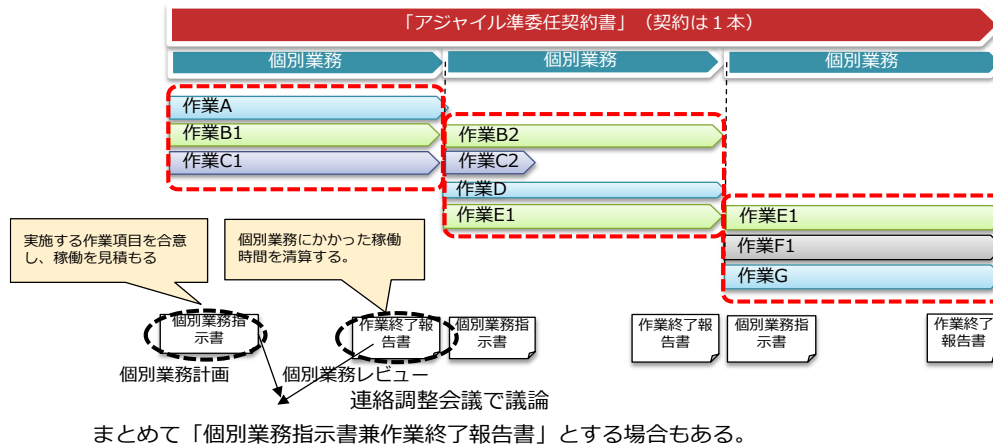 「アジャイル準委任契約書」（契約は１本）
個別業務
個別業務
個別業務
作業A
作業B1
作業C1
作業B2
作業C2
作業D
作業E1
作業E1
作業F1
作業G
実施する作業項目を合意
し、稼働を見積もる
個別業務にかかった稼働
時間を清算する。
個別業務指
示書
作業終了報
告書
個別業務指
示書
作業終了報
告書
個別業務指
示書
作業終了
報告書
個別業務計画
個別業務レビュー
連絡調整会議で議論
まとめて「個別業務指示書兼作業終了報告書」とする場合もある。